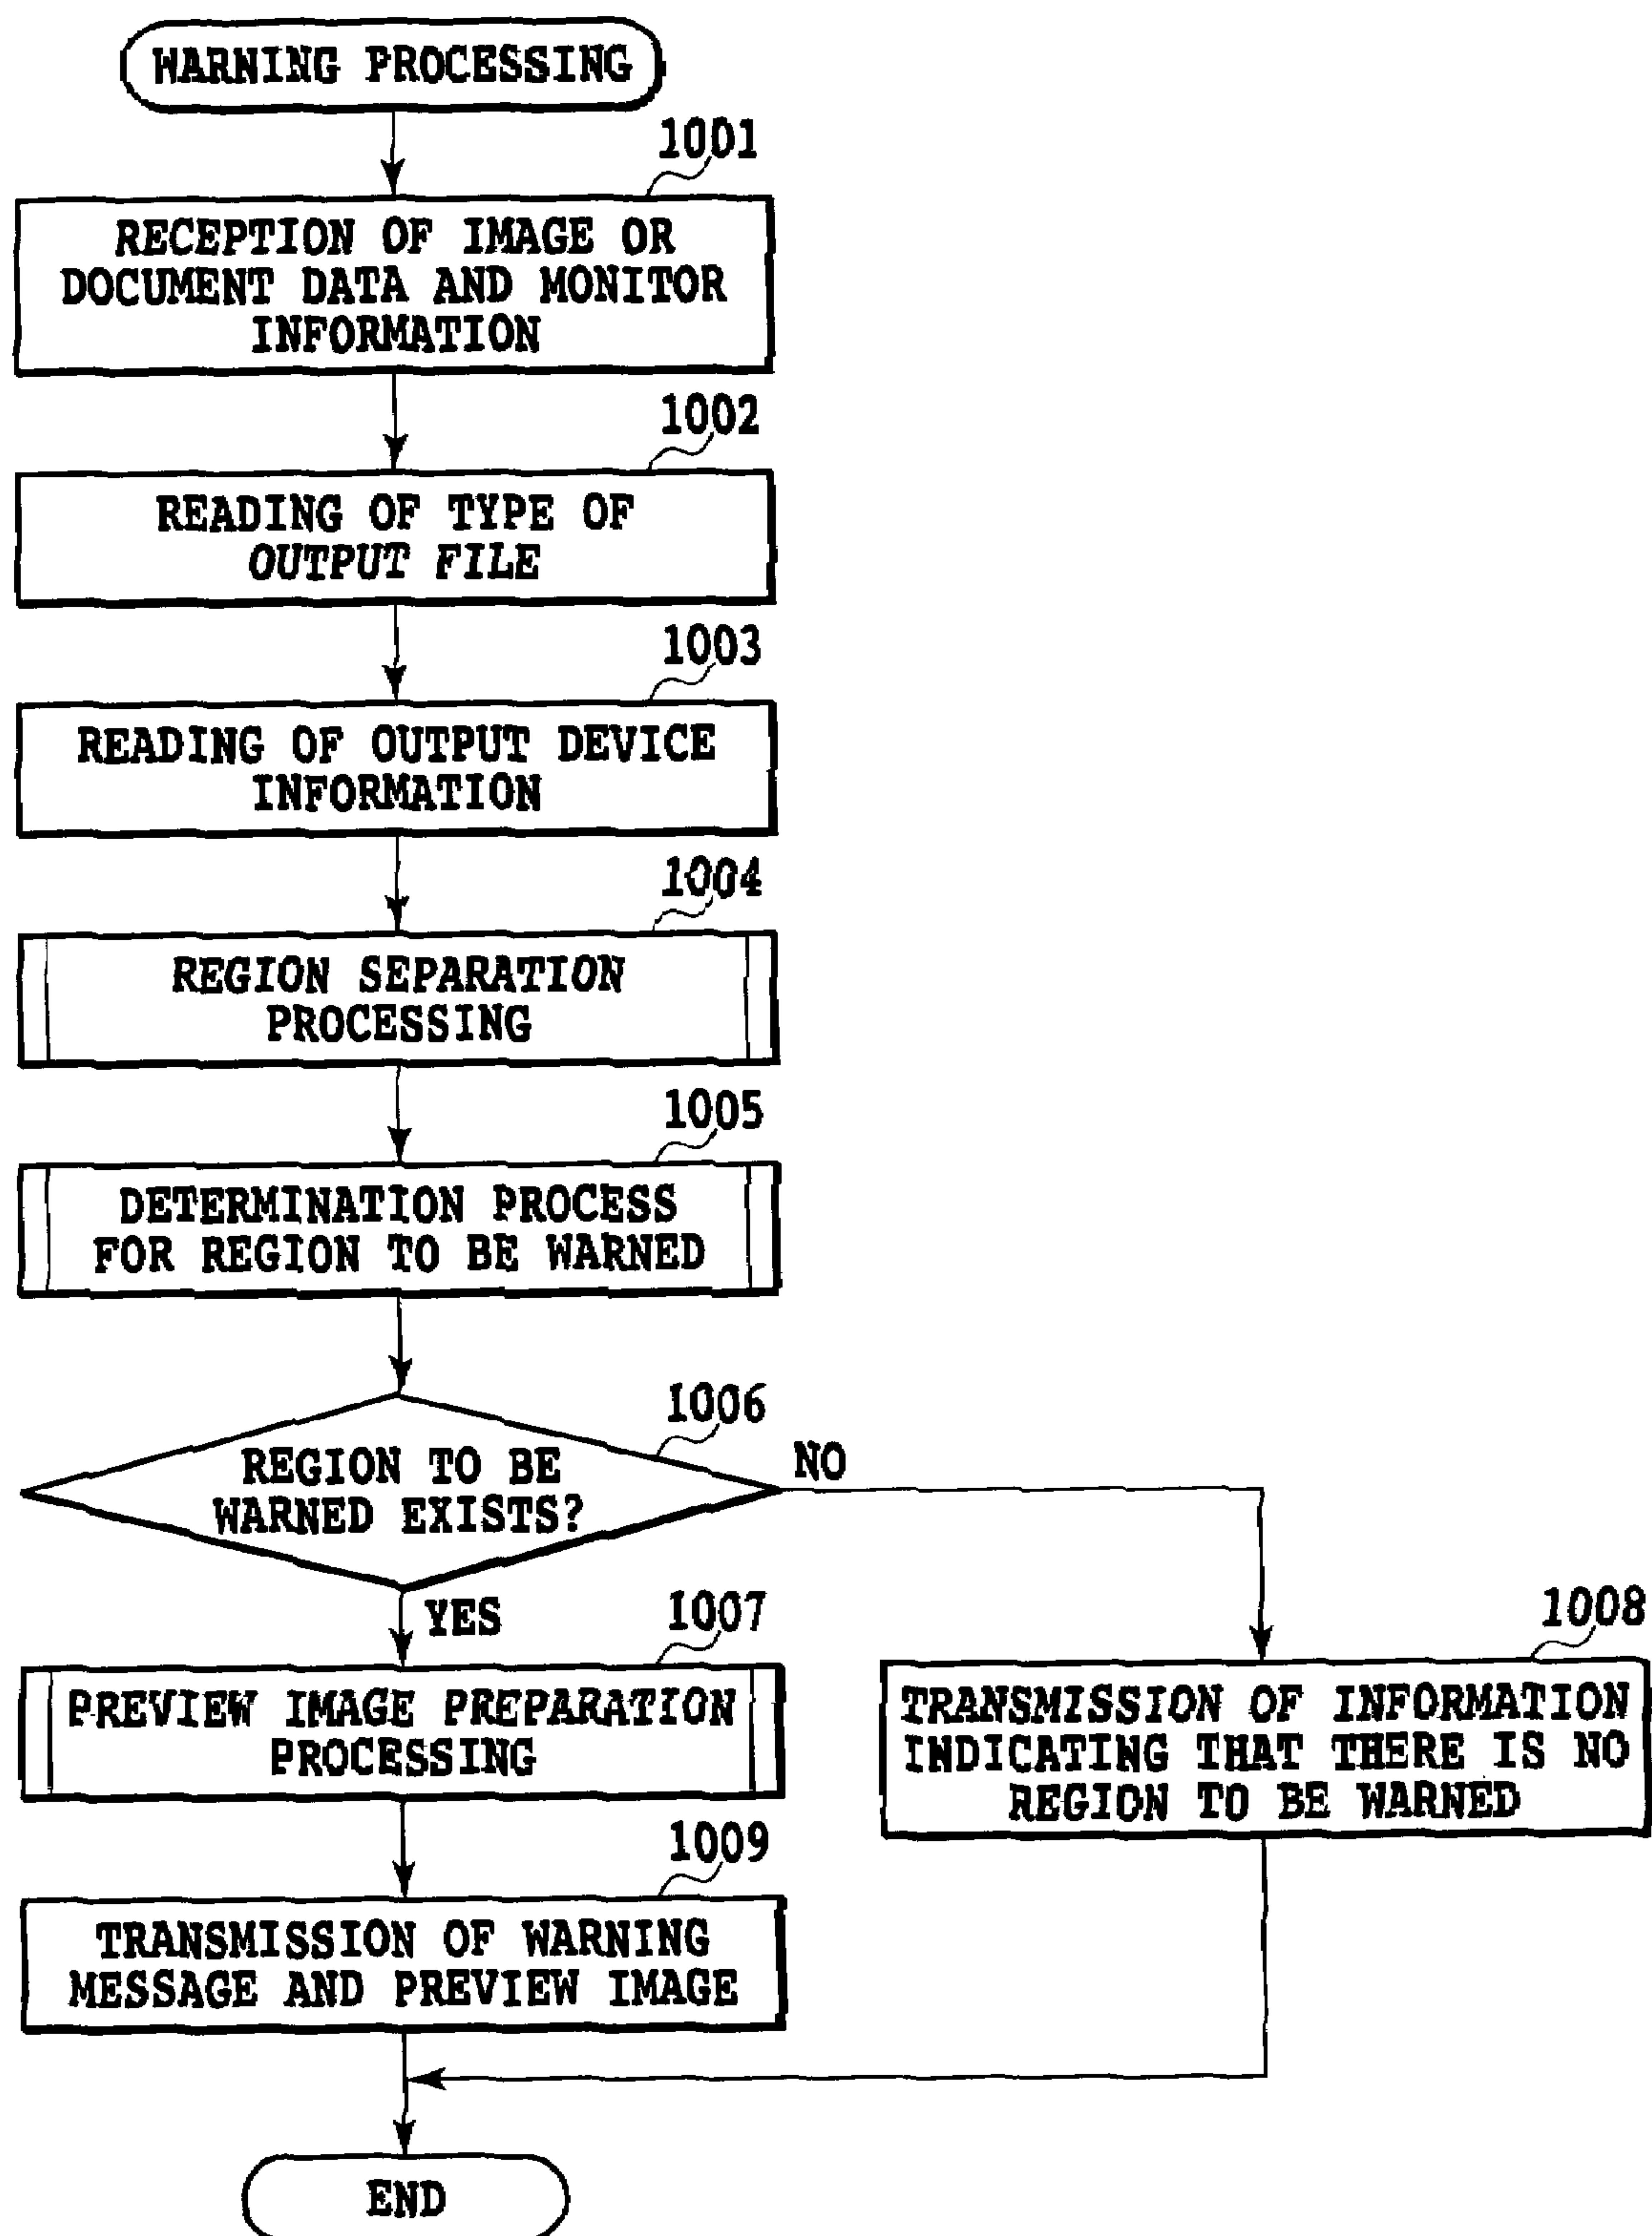 WARNING PROCESSING
1001
RECEPTION OF IMAGE OR
DOCUMENT DATA AND MONITOR
INFORMATION
1002
READING OF TYPE OF
OUTPUT FILE
1003
READING OF OUTPUT DEVICE
INFORMATION
1004
REGION SEPARATION
PROCESSING
1005
DETERMINATION PROCESS
FOR REGION TO BE WARNED
1006
REGION TO BE
WARNED EXISTS?
NO
YES
1007
PREVIEW IMAGE PREPARATION
PROCESSING
1008
TRANSMISSION OF INFORMATION
INDICATING THAT THERE IS NO
REGION TO BE WARNED
1009
TRANSMISSION OF WARNING
MESSAGE AND PREVIEW IMAGE
END